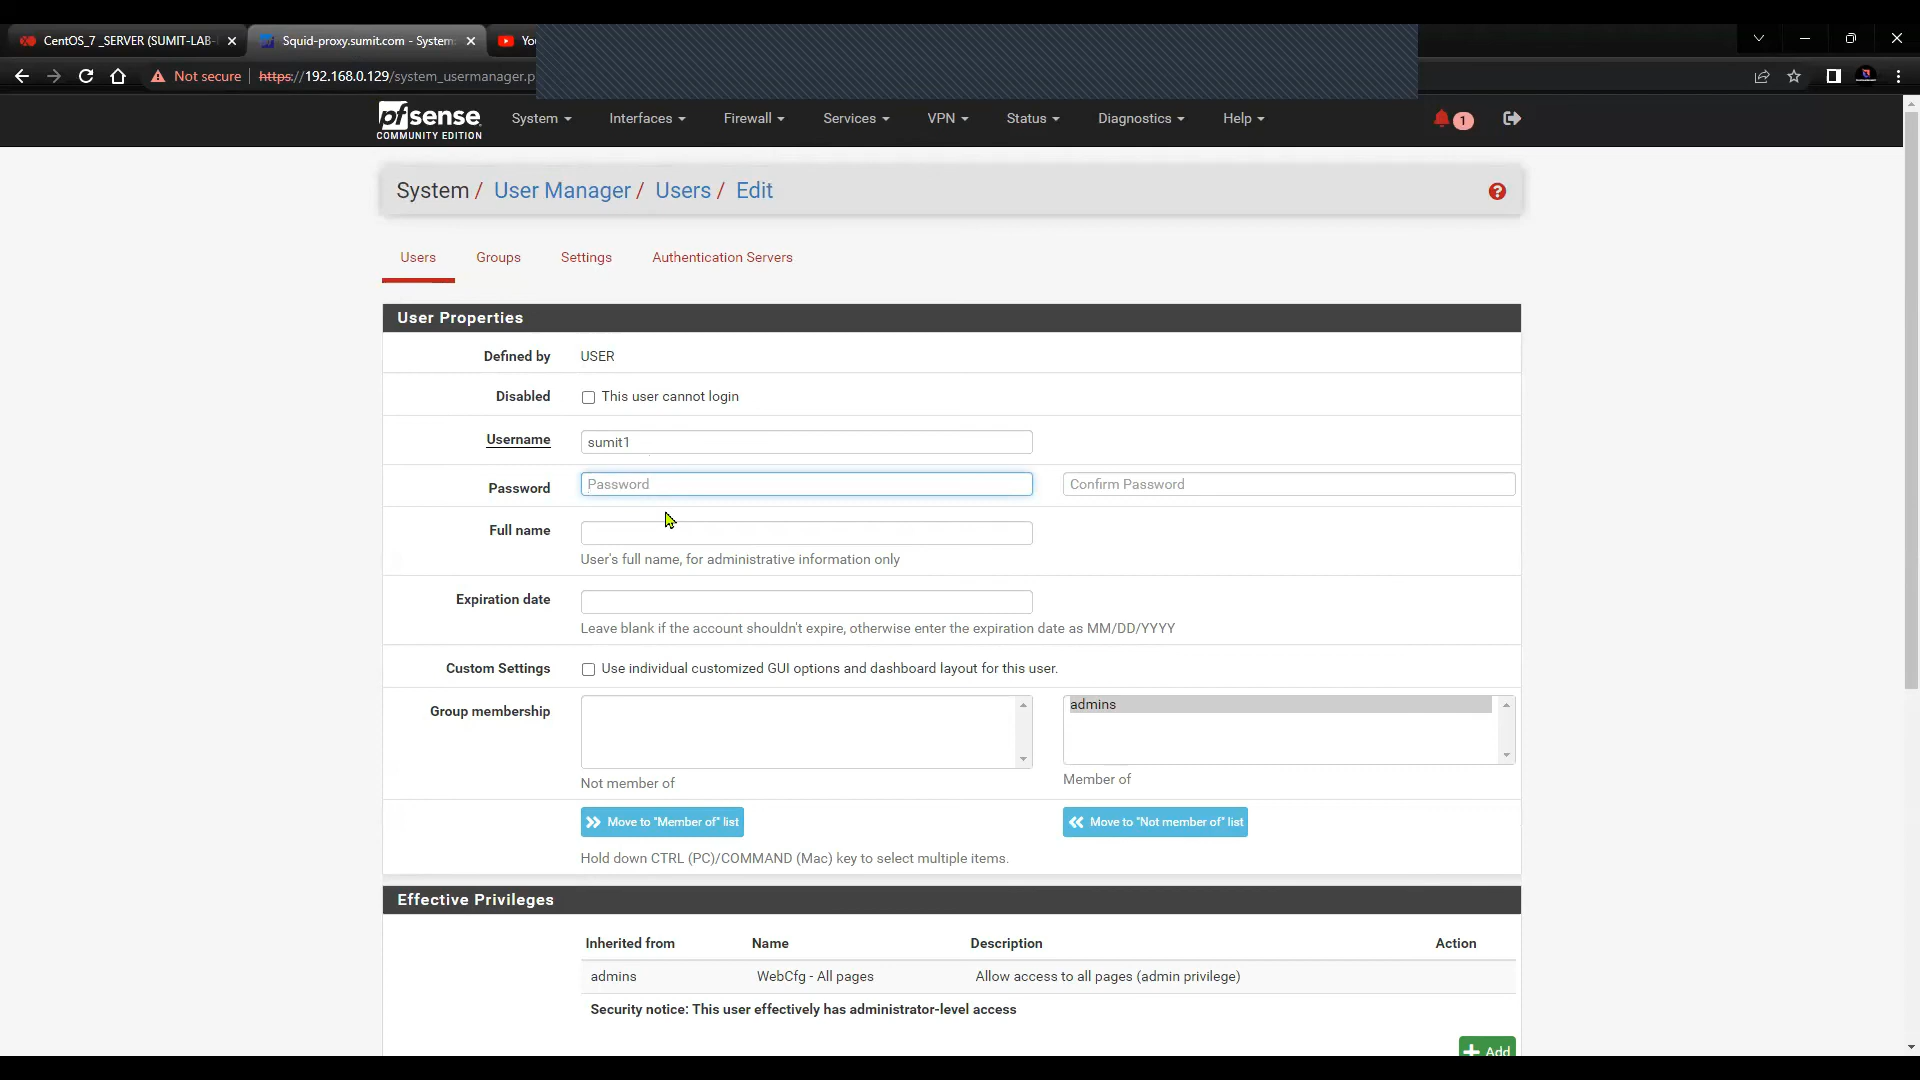 CentOS_7 _SERVER (SUMIT-LAB-
Squid-proxy.sumit.com - System:
Not secure https://192.168.0.129/system_usermanager.p
pfsense
COMMUNITY EDITION
System
Interfaces
Firewall
Services
VPN
Status
Diagnostics
Help
1
System / User Manager / Users / Edit
Users
Groups
Settings
Authentication Servers
User Properties
Defined by USER
Disabled This user cannot login
Username sumit1
Password Password Confirm Password
Full name
User's full name, for administrative information only
Expiration date
Leave blank if the account shouldn't expire, otherwise enter the expiration date as MM/DD/YYYY
Custom Settings Use individual customized GUI options and dashboard layout for this user.
Group membership admins
Not member of Member of
Move to "Member of" list Move to "Not member of" list
Hold down CTRL (PC)/COMMAND (Mac) key to select multiple items.
Effective Privileges
Inherited from Name Description Action
admins WebCfg - All pages Allow access to all pages (admin privilege)
Security notice: This user effectively has administrator-level access
Add